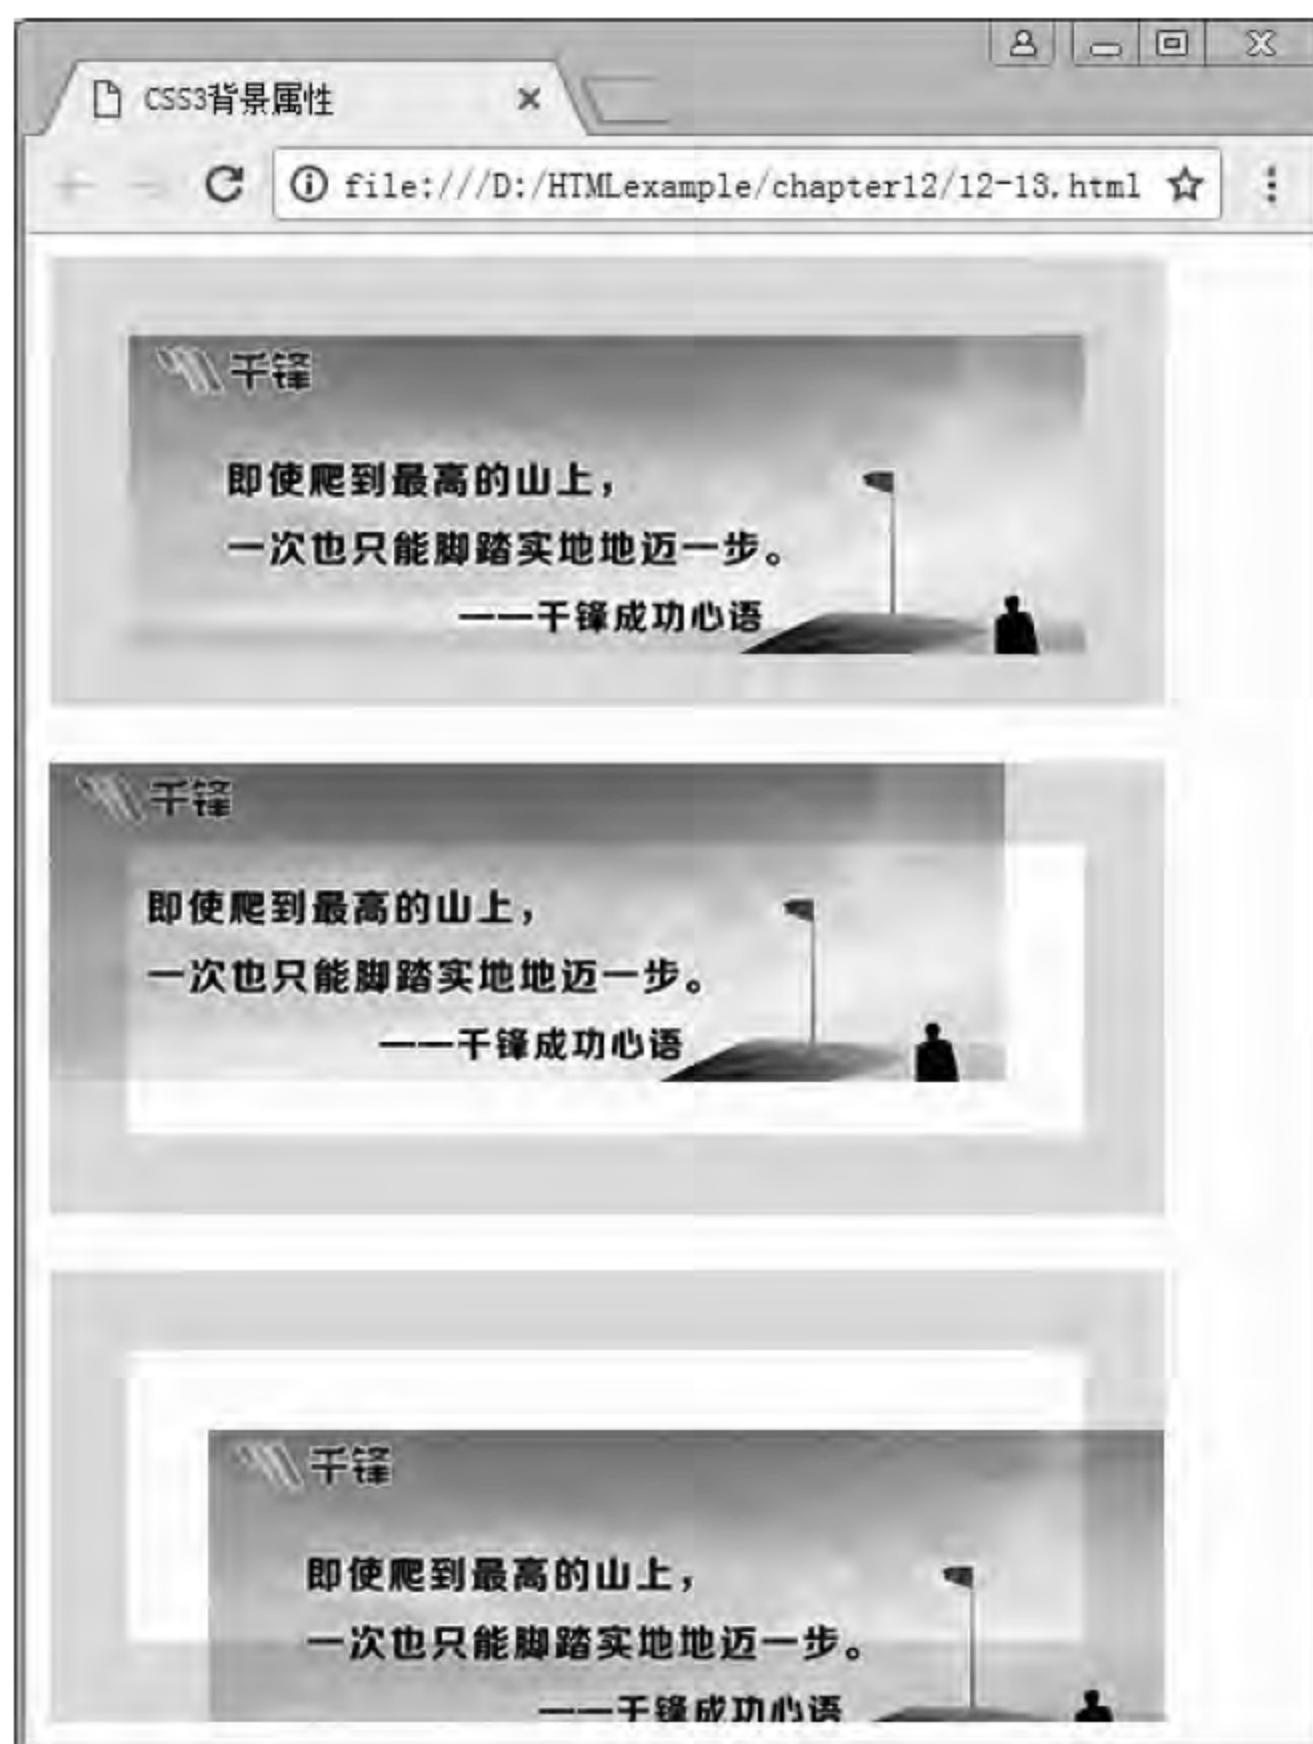 CSS3背景属性
file:///D:/HTMLexample/chapter12/12-13.html
千锋
即使爬到最高的山上，
一次也只能脚踏实地地迈一步。
——千锋成功心语
千锋
即使爬到最高的山上，
一次也只能脚踏实地地迈一步。
——千锋成功心语
千锋
即使爬到最高的山上，
一次也只能脚踏实地地迈一步。
——千锋成功心语